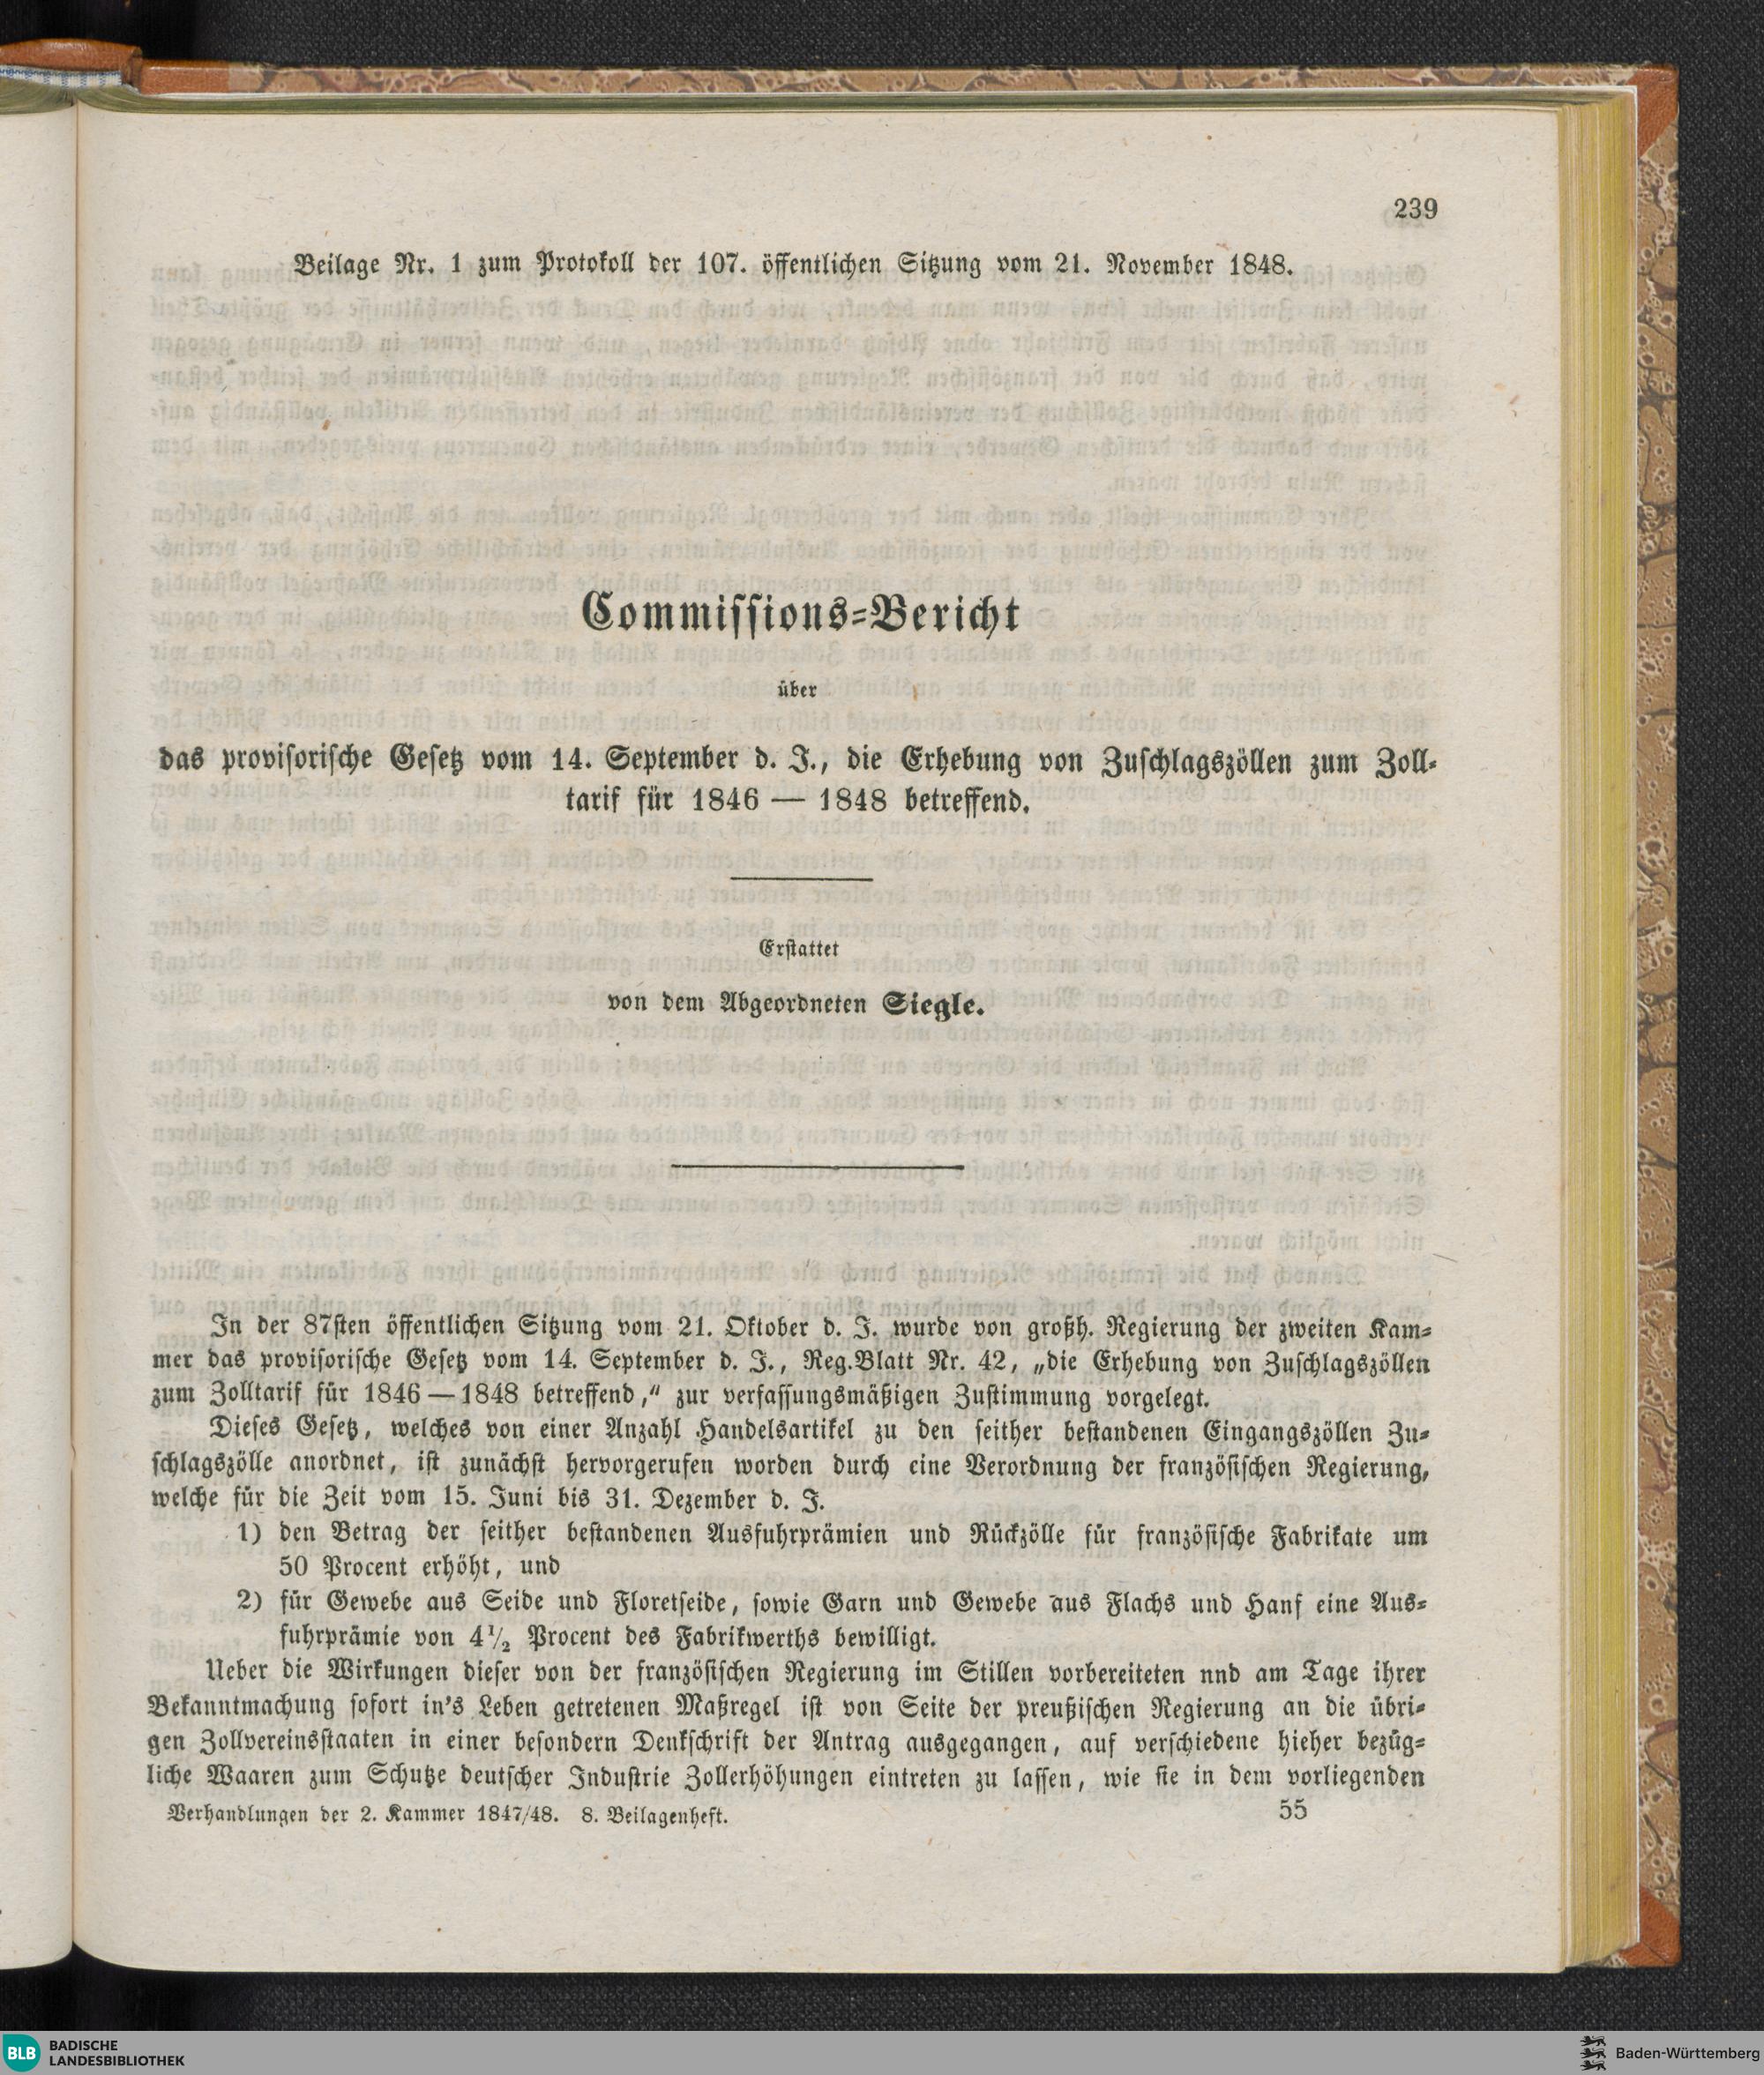 239
Beilage Nr. 1 zum Protokoll der 107. öffentlichen Sitzung vom 21. November 1848.
Commissions-Bericht
über
das provisorische Gesetz vom 14. September d. J., die Erhebung von Zuschlagszöllen zum Zoll-
tarif für 1846 — 1848 betreffend.
Erstattet
von dem Abgeordneten Siegle.
In der 87sten öffentlichen Sitzung vom 21. Oktober d. J. wurde von großh. Regierung der zweiten Kam-
mer das provisorische Gesetz vom 14. September d. J., Reg.Blatt Nr. 42, „die Erhebung von Zuschlagszöllen
zum Zolltarif für 1846 — 1848 betreffend," zur verfassungsmäßigen Zustimmung vorgelegt.
Dieses Gesetz, welches von einer Anzahl Handelsartikel zu den seither bestandenen Eingangszöllen Zu-
schlagszölle anordnet, ist zunächst hervorgerufen worden durch eine Verordnung der französischen Regierung,
welche für die Zeit vom 15. Juni bis 31. Dezember d. J.
1) den Betrag der seither bestandenen Ausfuhrprämien und Rückzölle für französische Fabrikate um
50 Procent erhöht, und
2) für Gewebe aus Seide und Floretseide, sowie Garn und Gewebe aus Flachs und Hanf eine Aus-
fuhrprämie von 4½ Procent des Fabrikwerths bewilligt.
Ueber die Wirkungen dieser von der französischen Regierung im Stillen vorbereiteten nnd am Tage ihrer
Bekanntmachung sofort in's Leben getretenen Maßregel ist von Seite der preußischen Regierung an die übri-
gen Zollvereinsstaaten in einer besondern Denkschrift der Antrag ausgegangen, auf verschiedene hieher bezüg-
liche Waaren zum Schutze deutscher Industrie Zollerhöhungen eintreten zu lassen, wie sie in dem vorliegenden
Verhandlungen der 2. Kammer 1847/48. 8. Beilagenheft. 55
BLB BADISCHE
LANDESBIBLIOTHEK
Baden-Württemberg